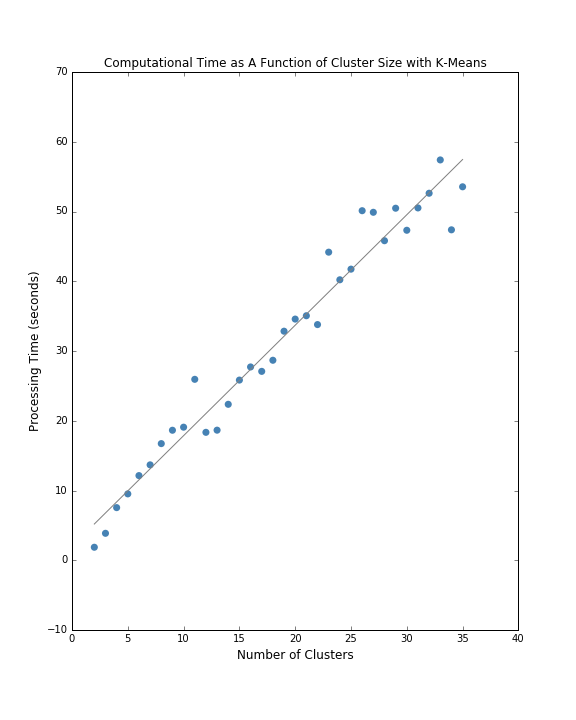 Computational Time as A Function of Cluster Size with K-Means
70
60
50
40
30
20
10
0
−10
Processing Time (seconds)
0 5 10 15 20 25 30 35 40
Number of Clusters